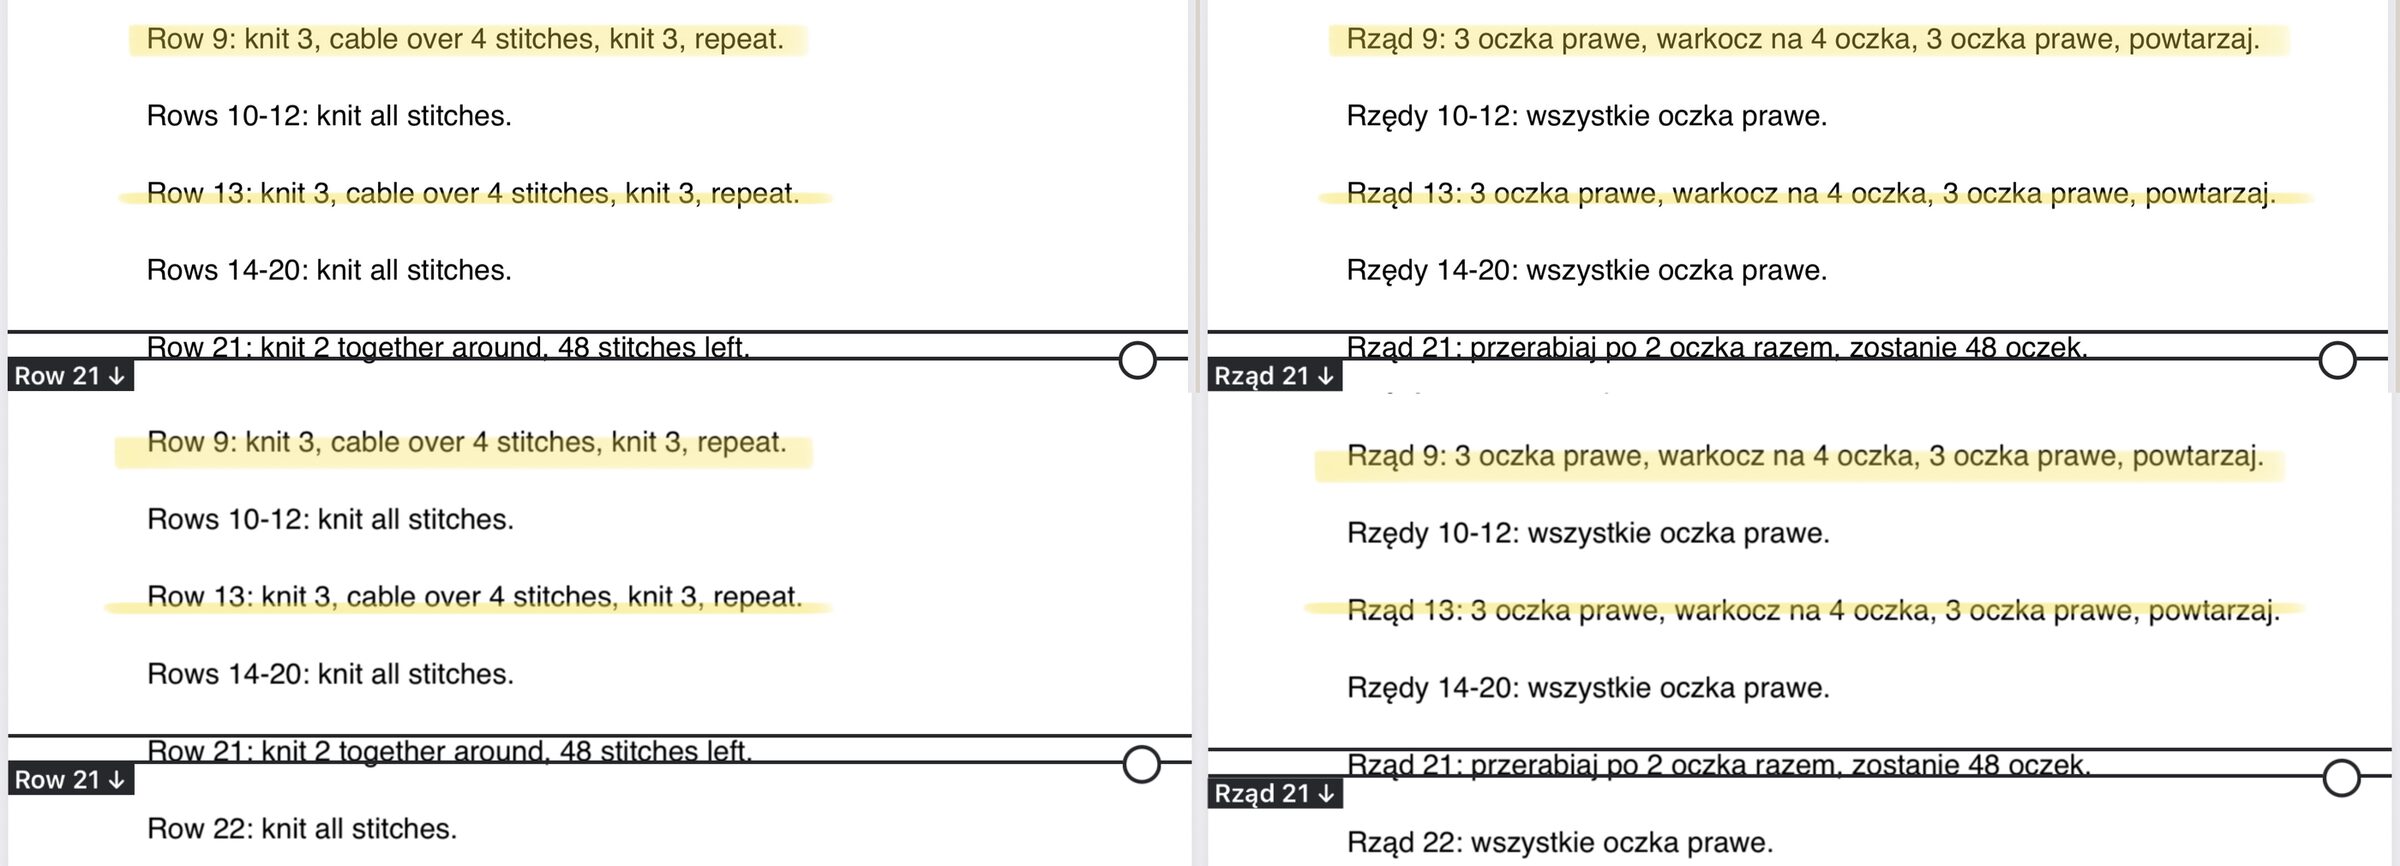 Row 9: knit 3, cable over 4 stitches, knit 3, repeat.
Rows 10-12: knit all stitches.
Row 13: knit 3, cable over 4 stitches, knit 3, repeat.
Rows 14-20: knit all stitches.
Row 21: knit 2 together around, 48 stitches left.
Row 21 ↓
Rząd 9: 3 oczka prawe, warkocz na 4 oczka, 3 oczka prawe, powtarzaj.
Rzędy 10-12: wszystkie oczka prawe.
Rząd 13: 3 oczka prawe, warkocz na 4 oczka, 3 oczka prawe, powtarzaj.
Rzędy 14-20: wszystkie oczka prawe.
Rząd 21: przerabiaj po 2 oczka razem, zostanie 48 oczek.
Rząd 21 ↓
Row 9: knit 3, cable over 4 stitches, knit 3, repeat.
Rows 10-12: knit all stitches.
Row 13: knit 3, cable over 4 stitches, knit 3, repeat.
Rows 14-20: knit all stitches.
Row 21: knit 2 together around, 48 stitches left.
Row 21 ↓
Row 22: knit all stitches.
Rząd 9: 3 oczka prawe, warkocz na 4 oczka, 3 oczka prawe, powtarzaj.
Rzędy 10-12: wszystkie oczka prawe.
Rząd 13: 3 oczka prawe, warkocz na 4 oczka, 3 oczka prawe, powtarzaj.
Rzędy 14-20: wszystkie oczka prawe.
Rząd 21: przerabiaj po 2 oczka razem, zostanie 48 oczek.
Rząd 21 ↓
Rząd 22: wszystkie oczka prawe.